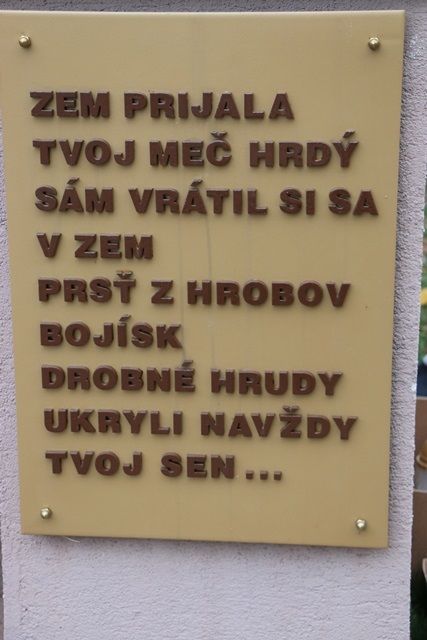 ZEM PRIJALA
TVOJ MEČ HRDÝ
SÁM VRÁTIL SI SA
V ZEM
PRSŤ Z HROBOV
BOJÍSK
DROBNÉ HRUDY
UKRYLI NAVŽDY
TVOJ SEN ...